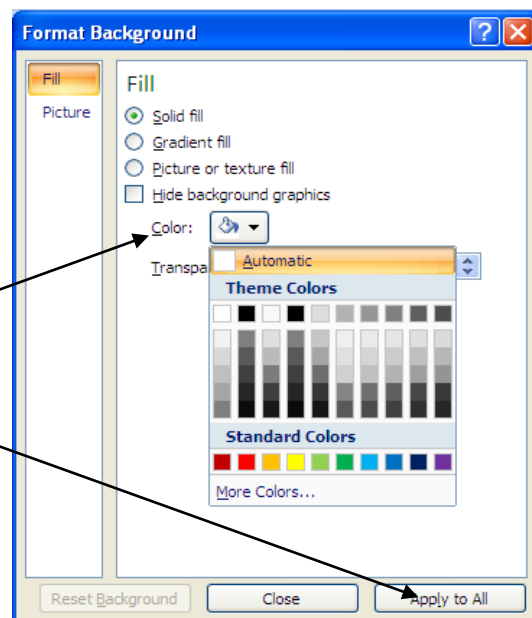 Format Background
Fill
Picture
Fill
Solid fill
Gradient fill
Picture or texture fill
Hide background graphics
Color:
Automatic
Transpa
Theme Colors
Standard Colors
More Colors...
Reset Background
Close
Apply to All